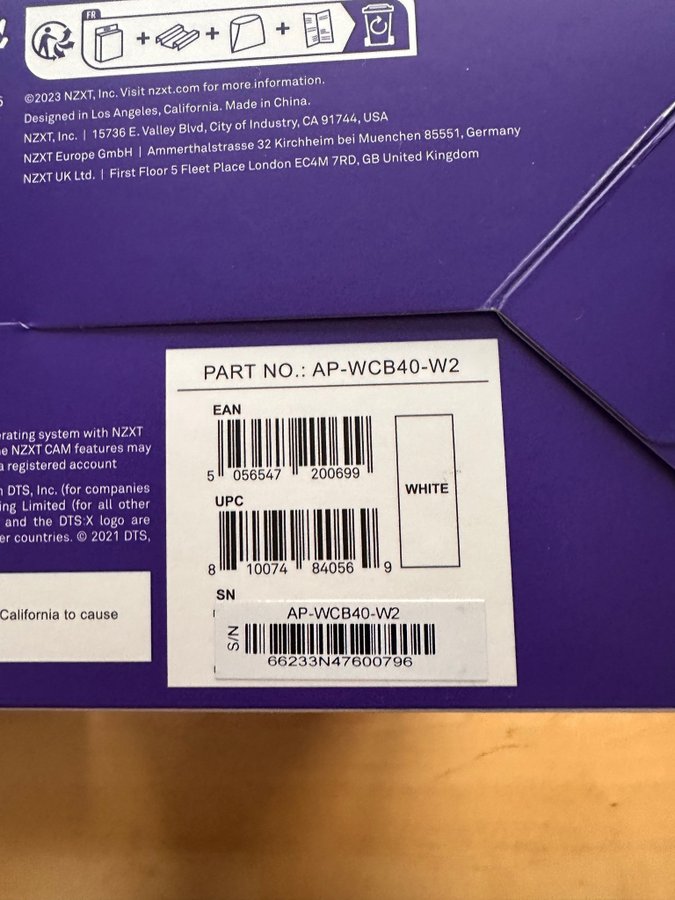 FR
©2023 NZXT, Inc. Visit nzxt.com for more information.
Designed in Los Angeles, California. Made in China.
NZXT, Inc. | 15736 E. Valley Blvd, City of Industry, CA 91744, USA
NZXT Europe GmbH | Ammerthalstrasse 32 Kirchheim bei Muenchen 85551, Germany
NZXT UK Ltd. | First Floor 5 Fleet Place London EC4M 7RD, GB United Kingdom
erating system with NZXT
NZXT CAM features may
a registered account
DTS, Inc. (for companies
ing Limited (for all other
and the DTS:X logo are
er countries. © 2021 DTS,
California to cause
PART NO.: AP-WCB40-W2
EAN
5 056547 200699
WHITE
UPC
8 10074 84056 9
SN
AP-WCB40-W2
S/N
66233N47600796